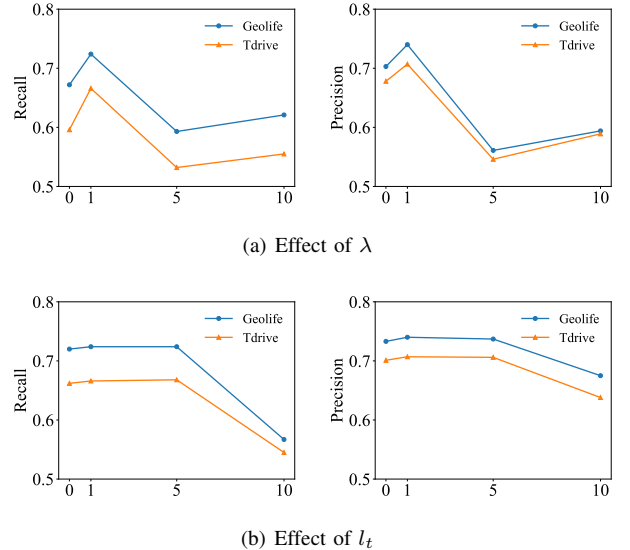 0.8
0.7
0.6
0.5
Recall
Geolife
Tdrive
0 1 5 10
0.8
0.7
0.6
0.5
Precision
Geolife
Tdrive
0 1 5 10
(a) Effect of λ
0.8
0.7
0.6
0.5
Recall
Geolife
Tdrive
0 1 5 10
0.8
0.7
0.6
0.5
Precision
Geolife
Tdrive
0 1 5 10
(b) Effect of l_t